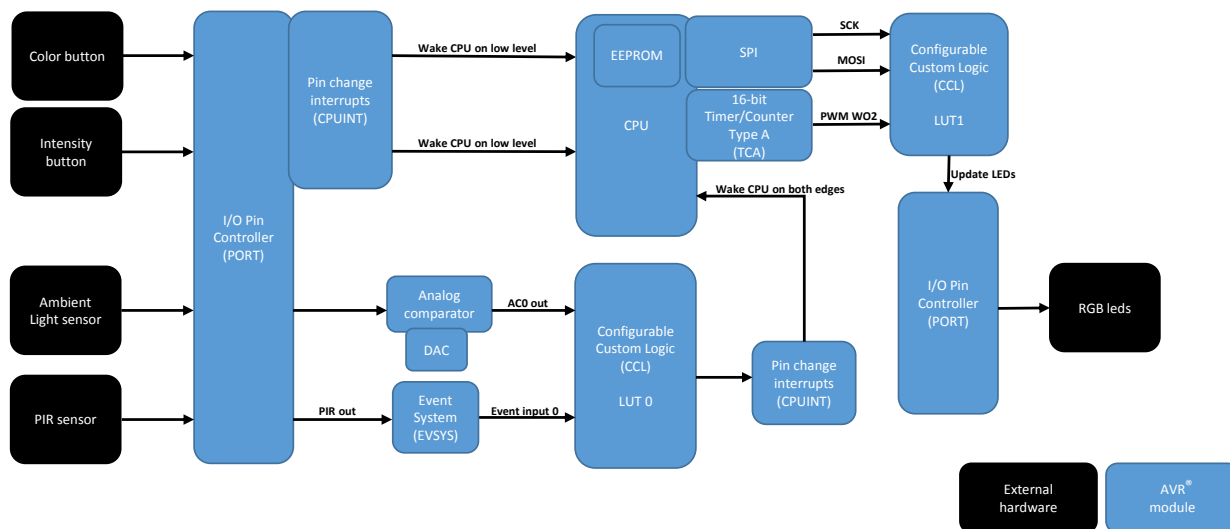 Color button
Intensity
button
Ambient
Light sensor
PIR sensor
I/O Pin
Controller
(PORT)
Pin change
interrupts
(CPUINT)
Wake CPU on low level
Wake CPU on low level
EEPROM
CPU
SPI
16-bit
Timer/Counter
Type A
(TCA)
SCK
MOSI
PWM WO2
Configurable
Custom Logic
(CCL)
LUT1
Update LEDs
Wake CPU on both edges
I/O Pin
Controller
(PORT)
RGB leds
Analog
comparator
DAC
AC0 out
PIR out
Event
System
(EVSYS)
Event input 0
Configurable
Custom Logic
(CCL)
LUT 0
Pin change
interrupts
(CPUINT)
External
hardware
AVR®
module